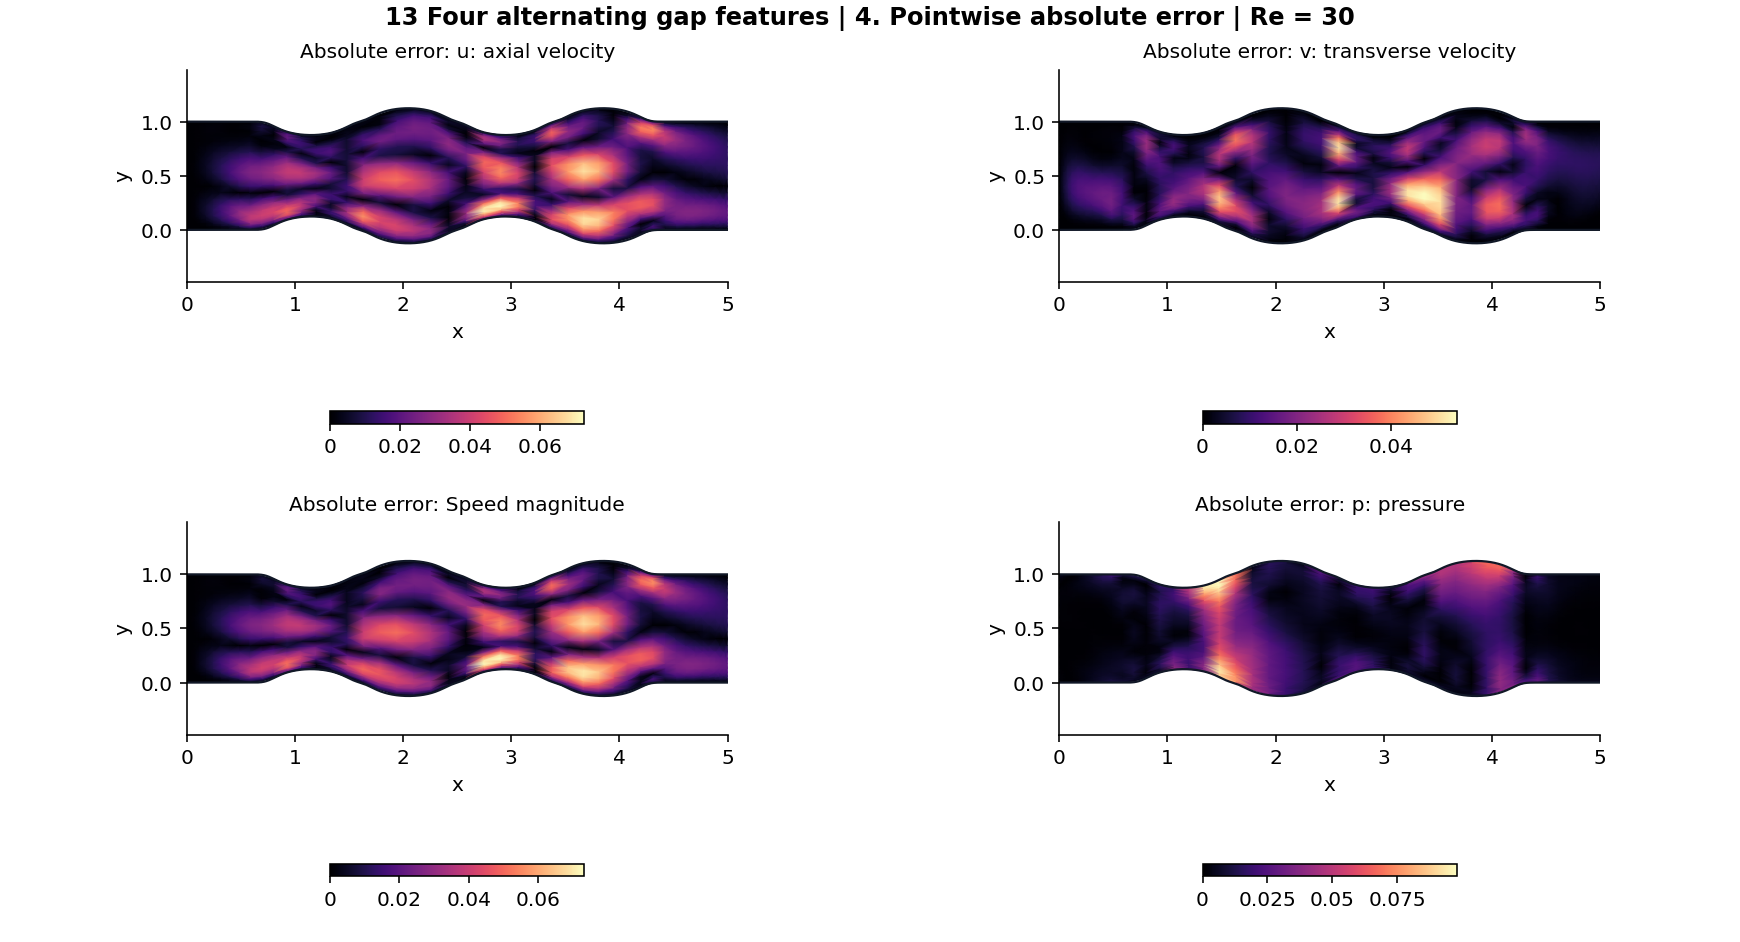 13 Four alternating gap features | 4. Pointwise absolute error | Re = 30
Absolute error: u: axial velocity
1.0
0.5
0.0
y
0 1 2 3 4 5
x
0 0.02 0.04 0.06
Absolute error: v: transverse velocity
1.0
0.5
0.0
y
0 1 2 3 4 5
x
0 0.02 0.04
Absolute error: Speed magnitude
1.0
0.5
0.0
y
0 1 2 3 4 5
x
0 0.02 0.04 0.06
Absolute error: p: pressure
1.0
0.5
0.0
y
0 1 2 3 4 5
x
0 0.025 0.05 0.075